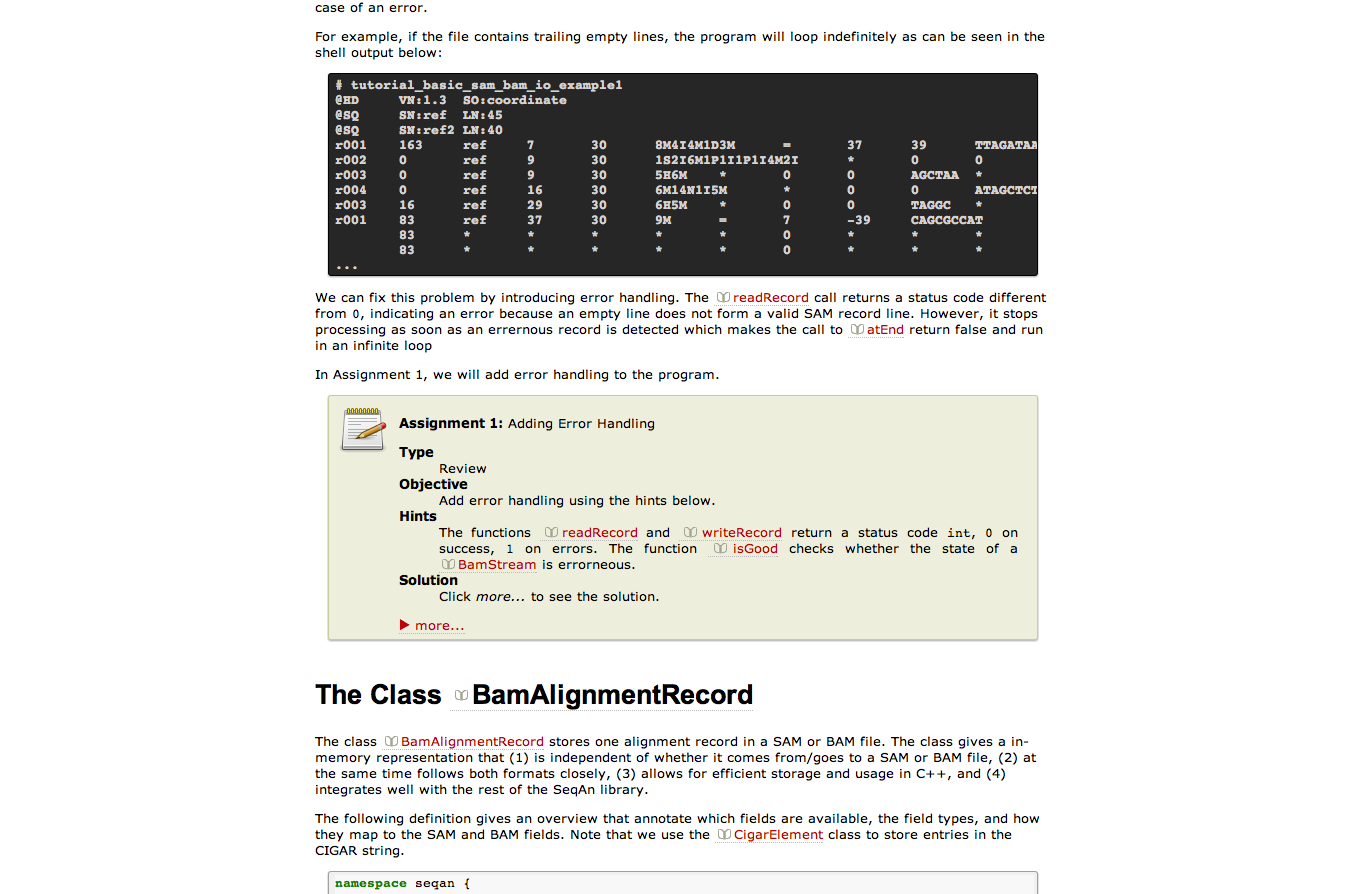 case of an error.
For example, if the file contains trailing empty lines, the program will loop indefinitely as can be seen in the
shell output below:
# tutorial_basic_sam_bam_io_example1
@HD VN:1.3 SO:coordinate
@SQ SN:ref LN:45
@SQ SN:ref2 LN:40
r001 163 ref 7 30 8M4I4M1D3M = 37 39 TTAGATAA
r002 0 ref 9 30 1S2I6M1P1I1P1I4M2I * 0 0
r003 0 ref 9 30 5H6M * 0 0 AGCTAA *
r004 0 ref 16 30 6M14N1I5M * 0 0 ATAGCTCT
r003 16 ref 29 30 6H5M * 0 0 TAGGC *
r001 83 ref 37 30 9M = 7 -39 CAGCGCCAT
83 * * * * * 0 * * *
83 * * * * * 0 * * *
...
We can fix this problem by introducing error handling. The readRecord call returns a status code different
from 0, indicating an error because an empty line does not form a valid SAM record line. However, it stops
processing as soon as an errernous record is detected which makes the call to atEnd return false and run
in an infinite loop
In Assignment 1, we will add error handling to the program.
Assignment 1: Adding Error Handling
Type
Review
Objective
Add error handling using the hints below.
Hints
The functions readRecord and writeRecord return a status code int, 0 on
success, 1 on errors. The function isGood checks whether the state of a
BamStream is errorneous.
Solution
Click more... to see the solution.
more...
The Class BamAlignmentRecord
The class BamAlignmentRecord stores one alignment record in a SAM or BAM file. The class gives a in-
memory representation that (1) is independent of whether it comes from/goes to a SAM or BAM file, (2) at
the same time follows both formats closely, (3) allows for efficient storage and usage in C++, and (4)
integrates well with the rest of the SeqAn library.
The following definition gives an overview that annotate which fields are available, the field types, and how
they map to the SAM and BAM fields. Note that we use the CigarElement class to store entries in the
CIGAR string.
namespace seqan {